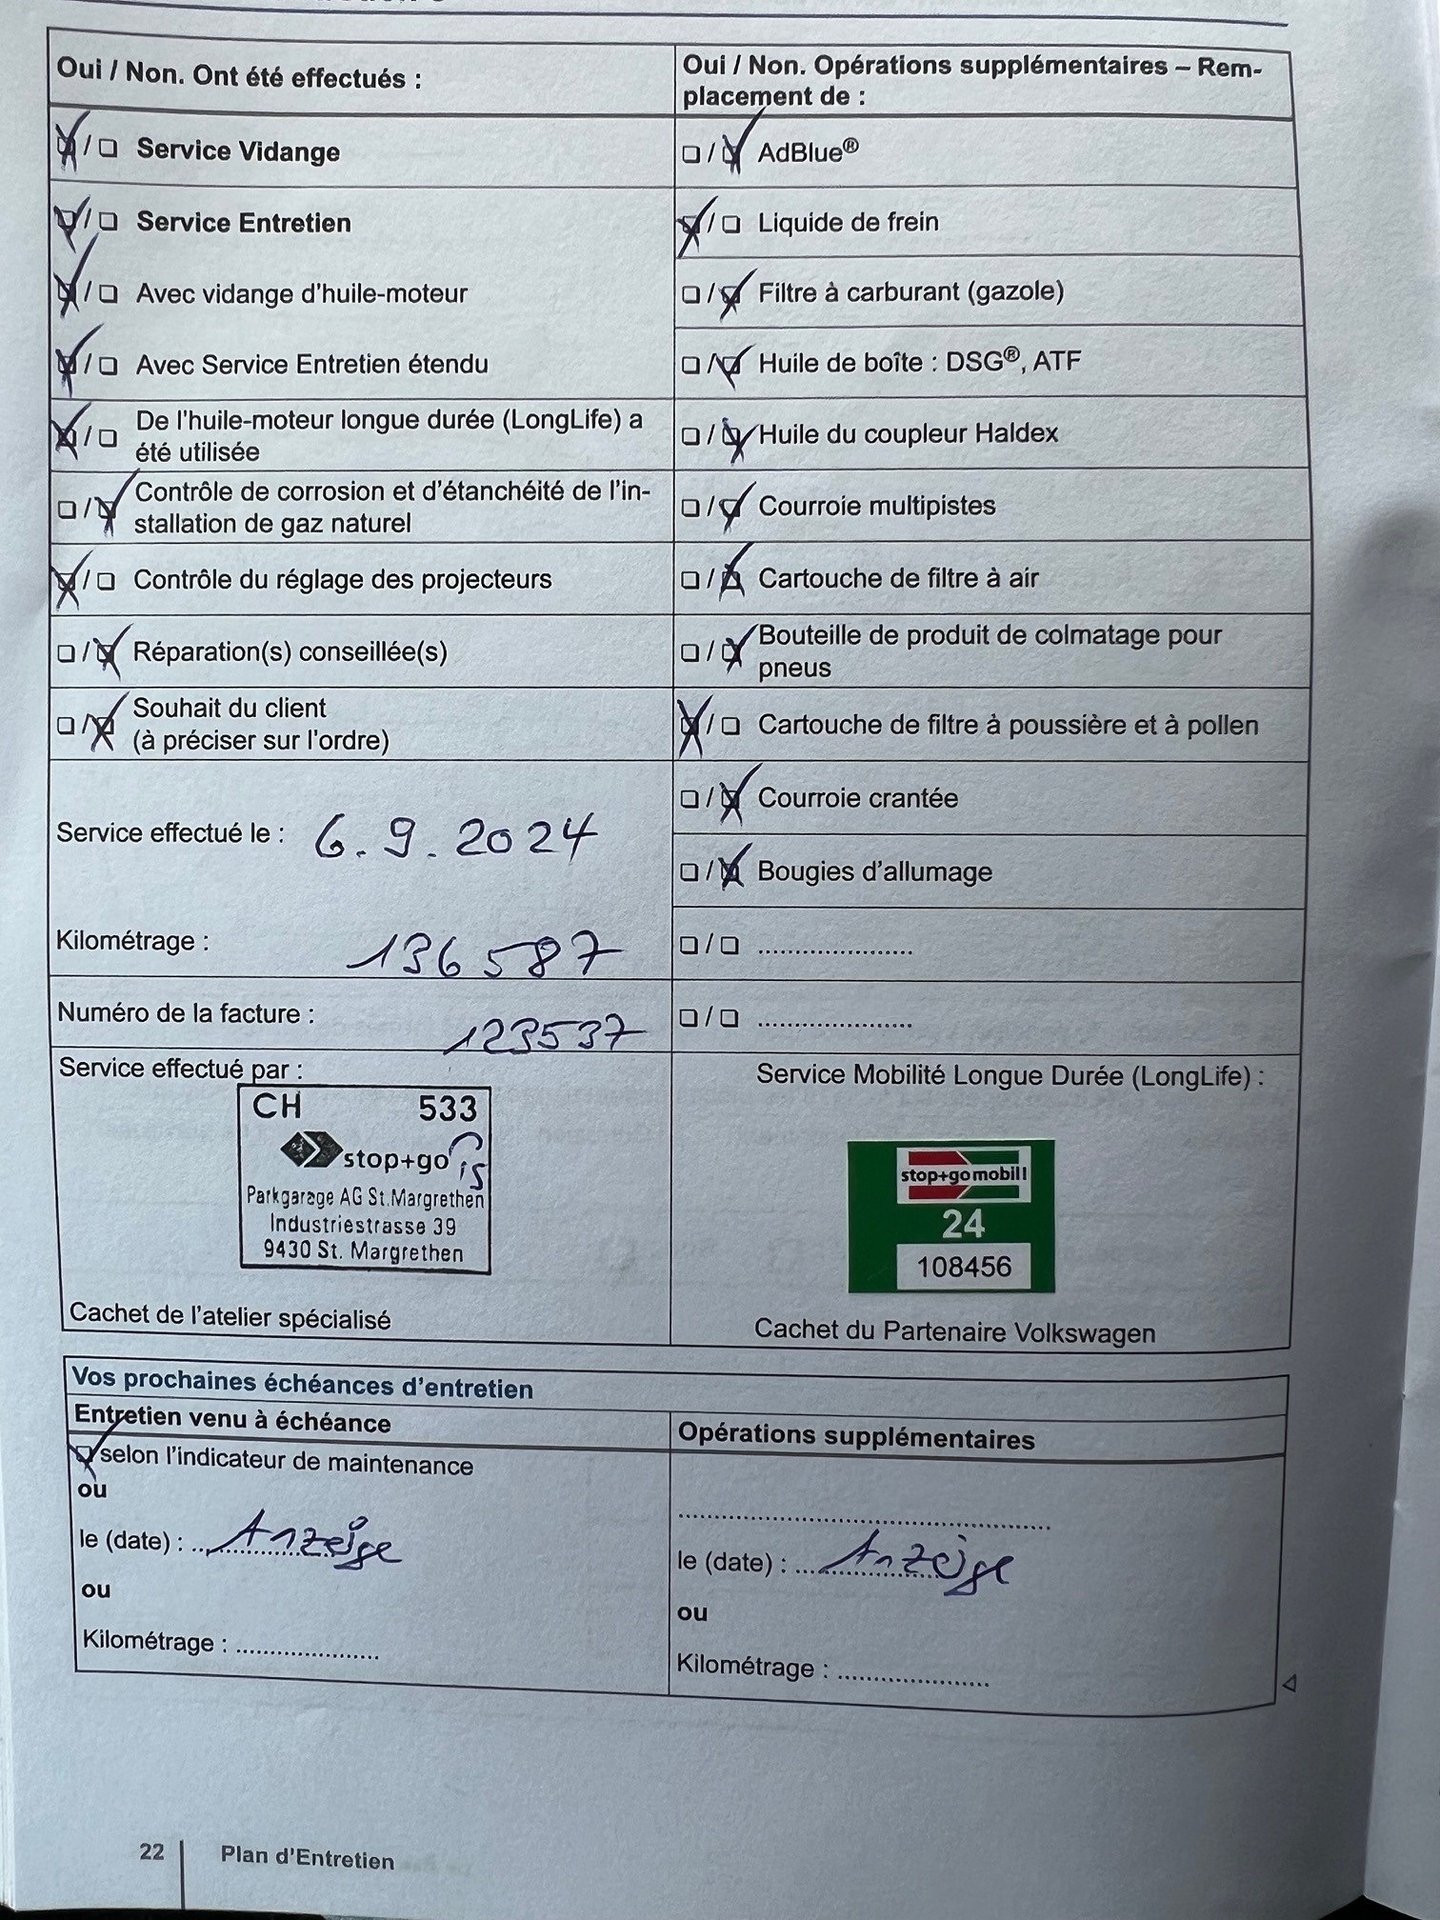 Oui / Non. Ont été effectués :
Service Vidange
Service Entretien
Avec vidange d'huile-moteur
Avec Service Entretien étendu
De l'huile-moteur longue durée (LongLife) a
été utilisée
Contrôle de corrosion et d'étanchéité de l'in-
stallation de gaz naturel
Contrôle du réglage des projecteurs
Réparation(s) conseillée(s)
Souhait du client
(à préciser sur l'ordre)
Service effectué le : 6.9.2024
Kilométrage : 136587
Numéro de la facture : 123537
Service effectué par :
CH 533
stop+go
Parkgarage AG St.Margrethen
Industriestrasse 39
9430 St. Margrethen
Cachet de l'atelier spécialisé
Oui / Non. Opérations supplémentaires – Rem-
placement de :
AdBlue®
Liquide de frein
Filtre à carburant (gazole)
Huile de boîte : DSG®, ATF
Huile du coupleur Haldex
Courroie multipistes
Cartouche de filtre à air
Bouteille de produit de colmatage pour
pneus
Cartouche de filtre à poussière et à pollen
Courroie crantée
Bougies d'allumage
Service Mobilité Longue Durée (LongLife) :
stop+go mobil!
24
108456
Cachet du Partenaire Volkswagen
Vos prochaines échéances d'entretien
Entretien venu à échéance
selon l'indicateur de maintenance
ou
le (date) : Anzeige
ou
Kilométrage : .....................
Opérations supplémentaires
le (date) : Anzeige
ou
Kilométrage : .....................
22 Plan d'Entretien